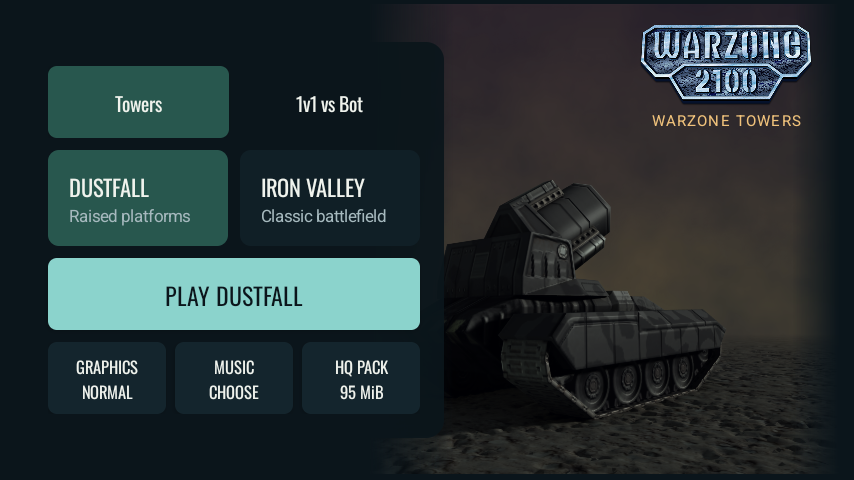 WARZONE
2100
WARZONE TOWERS
Towers
1v1 vs Bot
DUSTFALL
Raised platforms
IRON VALLEY
Classic battlefield
PLAY DUSTFALL
GRAPHICS
NORMAL
MUSIC
CHOOSE
HQ PACK
95 MiB